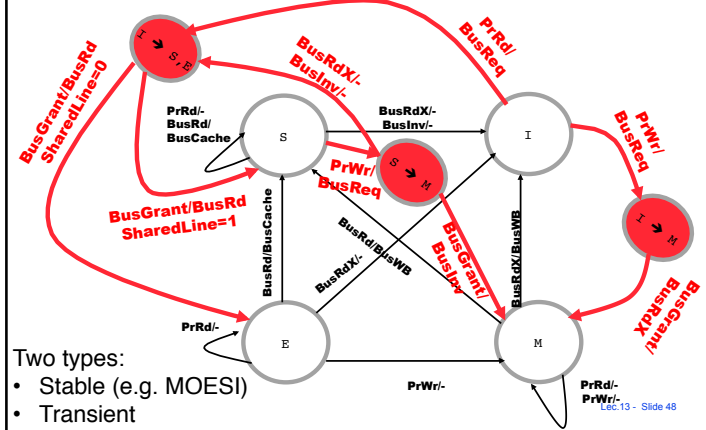 I → S,E
PrRd/
BusReq
BusRdX/-
BusInv/-
BusGrant/BusRd
SharedLine=0
PrRd/-
BusRd/
BusCache
S
BusRdX/-
BusInv/-
I
PrWr/
BusReq
PrWr/
BusReq
S → M
BusGrant/BusRd
SharedLine=1
I → M
BusRd/BusCache
BusRdX/-
BusRd/BusWB
BusGrant/
BusInv
BusRdX/BusWB
BusGrant/
BusRdX
PrRd/-
E
M
PrWr/-
PrRd/-
PrWr/-
Two types:
• Stable (e.g. MOESI)
• Transient
Lec.13 - Slide 48